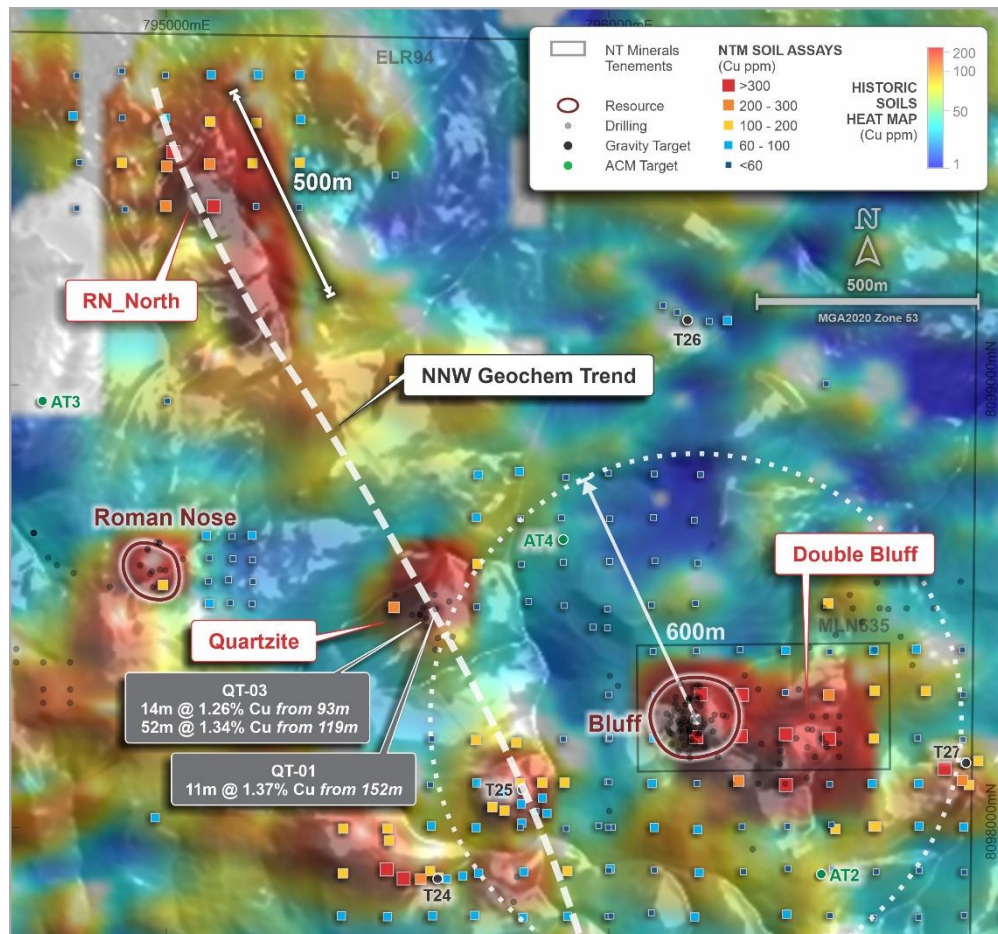 795000mE
796000mE
ELR94
NT Minerals
Tenements
Resource
Drilling
Gravity Target
ACM Target
NTM SOIL ASSAYS
(Cu ppm)
>300
200 - 300
100 - 200
60 - 100
<60
HISTORIC
SOILS
HEAT MAP
(Cu ppm)
200
100
50
1
N
500m
MGA2020 Zone 53
500m
RN_North
T26
NNW Geochem Trend
8099000mN
AT3
Roman Nose
AT4
Double Bluff
MLN635
Quartzite
600m
QT-03
14m @ 1.26% Cu from 93m
52m @ 1.34% Cu from 119m
Bluff
QT-01
11m @ 1.37% Cu from 152m
T27
T25
8098000mN
T24
AT2